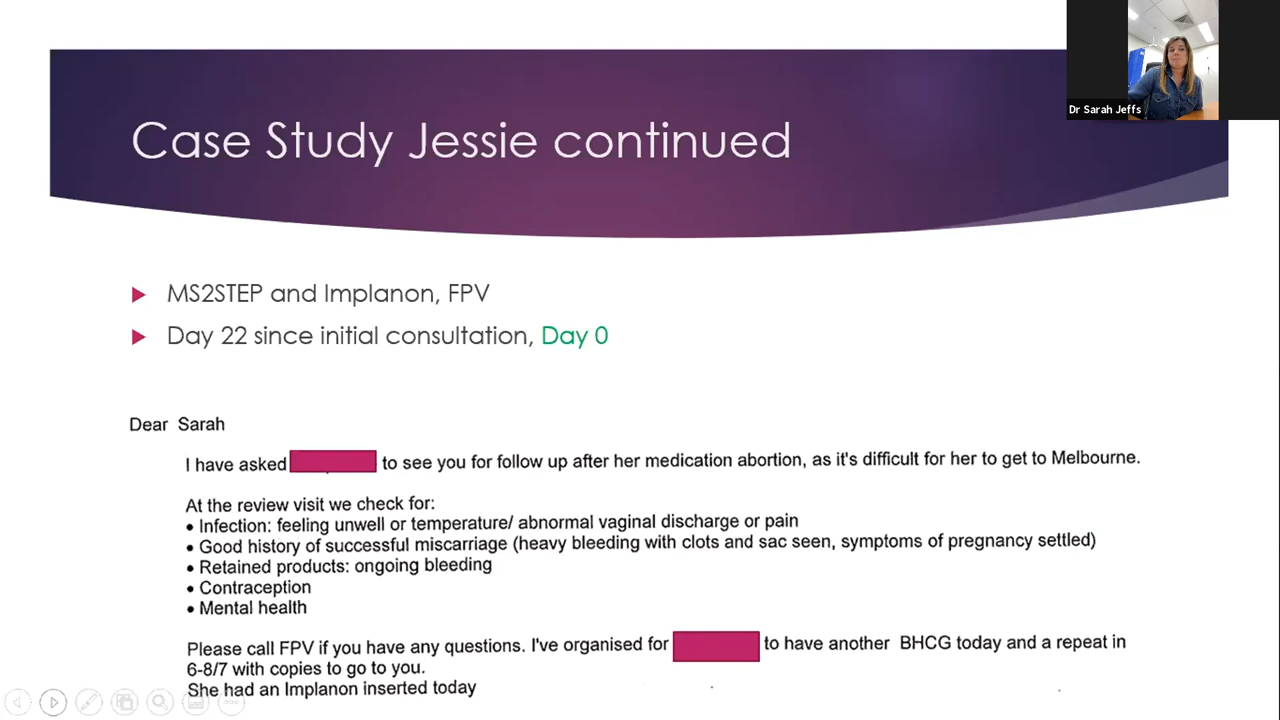 Dr Sarah Jeffs
Case Study Jessie continued
MS2STEP and Implanon, FPV
Day 22 since initial consultation, Day 0
Dear Sarah
I have asked to see you for follow up after her medication abortion, as it's difficult for her to get to Melbourne.
At the review visit we check for:
• Infection: feeling unwell or temperature/ abnormal vaginal discharge or pain
• Good history of successful miscarriage (heavy bleeding with clots and sac seen, symptoms of pregnancy settled)
• Retained products: ongoing bleeding
• Contraception
• Mental health
Please call FPV if you have any questions. I've organised for to have another BHCG today and a repeat in
6-8/7 with copies to go to you.
She had an Implanon inserted today